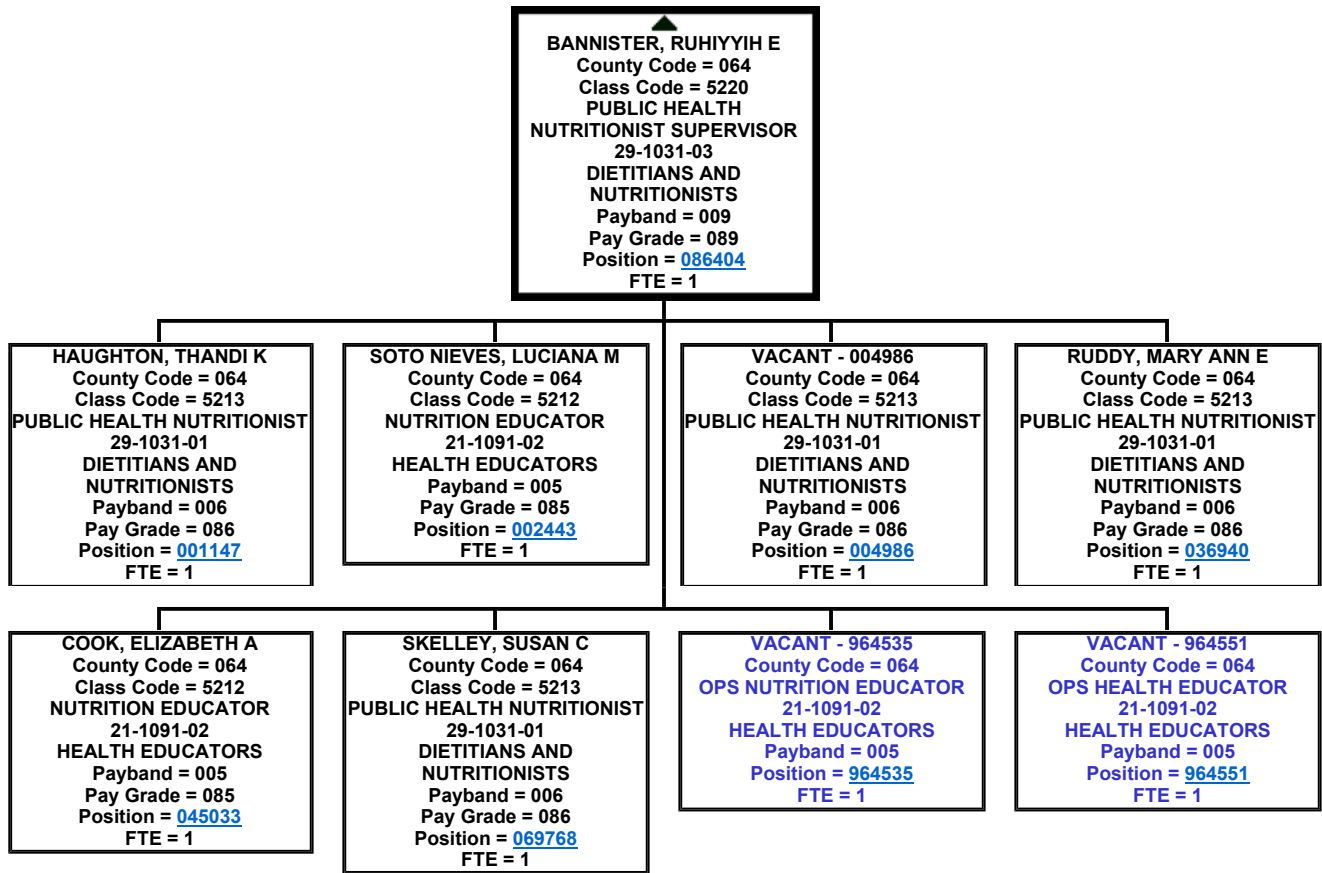 BANNISTER, RUHIYYIH E
County Code = 064
Class Code = 5220
PUBLIC HEALTH
NUTRITIONIST SUPERVISOR
29-1031-03
DIETITIANS AND
NUTRITIONISTS
Payband = 009
Pay Grade = 089
Position = 086404
FTE = 1
HAUGHTON, THANDI K
County Code = 064
Class Code = 5213
PUBLIC HEALTH NUTRITIONIST
29-1031-01
DIETITIANS AND
NUTRITIONISTS
Payband = 006
Pay Grade = 086
Position = 001147
FTE = 1
SOTO NIEVES, LUCIANA M
County Code = 064
Class Code = 5212
NUTRITION EDUCATOR
21-1091-02
HEALTH EDUCATORS
Payband = 005
Pay Grade = 085
Position = 002443
FTE = 1
VACANT - 004986
County Code = 064
Class Code = 5213
PUBLIC HEALTH NUTRITIONIST
29-1031-01
DIETITIANS AND
NUTRITIONISTS
Payband = 006
Pay Grade = 086
Position = 004986
FTE = 1
RUDDY, MARY ANN E
County Code = 064
Class Code = 5213
PUBLIC HEALTH NUTRITIONIST
29-1031-01
DIETITIANS AND
NUTRITIONISTS
Payband = 006
Pay Grade = 086
Position = 036940
FTE = 1
COOK, ELIZABETH A
County Code = 064
Class Code = 5212
NUTRITION EDUCATOR
21-1091-02
HEALTH EDUCATORS
Payband = 005
Pay Grade = 085
Position = 045033
FTE = 1
SKELLEY, SUSAN C
County Code = 064
Class Code = 5213
PUBLIC HEALTH NUTRITIONIST
29-1031-01
DIETITIANS AND
NUTRITIONISTS
Payband = 006
Pay Grade = 086
Position = 069768
FTE = 1
VACANT - 964535
County Code = 064
OPS NUTRITION EDUCATOR
21-1091-02
HEALTH EDUCATORS
Payband = 005
Position = 964535
FTE = 1
VACANT - 964551
County Code = 064
OPS HEALTH EDUCATOR
21-1091-02
HEALTH EDUCATORS
Payband = 005
Position = 964551
FTE = 1